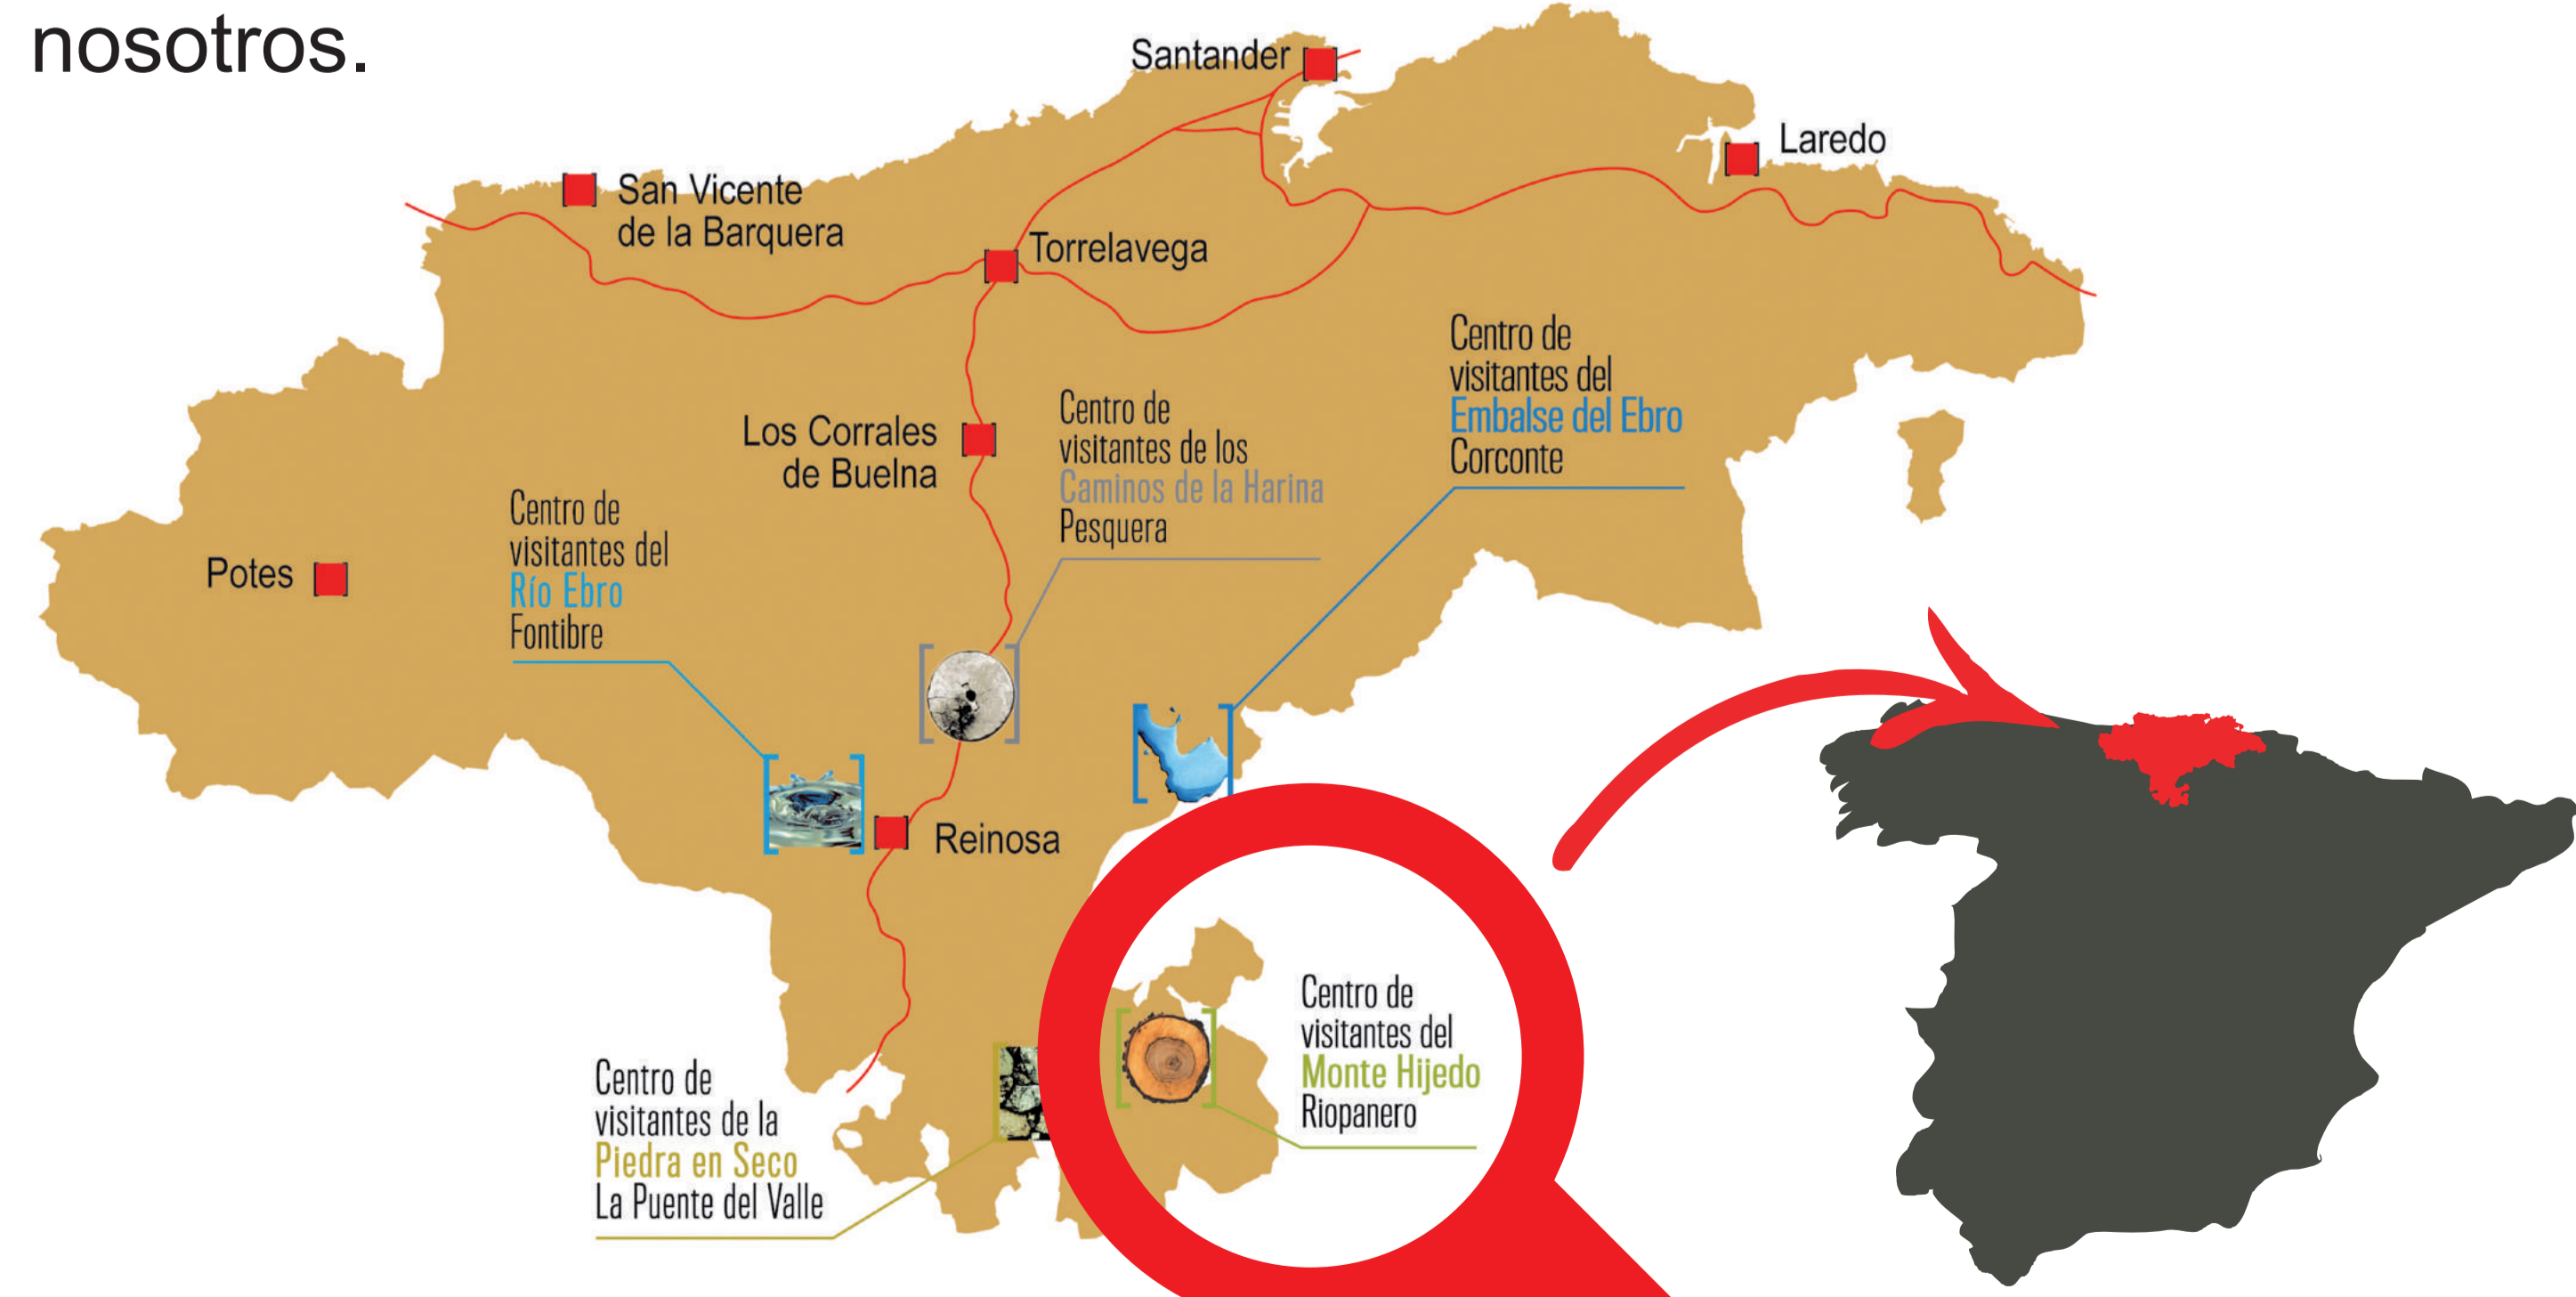 nosotros.
Santander
Laredo
San Vicente
de la Barquera
Torrelavega
Centro de
visitantes del
Embalse del Ebro
Corconte
Centro de
visitantes de los
Caminos de la Harina
Pesquera
Los Corrales
de Buelna
Centro de
visitantes del
Río Ebro
Fontibre
Potes
Reinosa
Centro de
visitantes del
Monte Hijedo
Riopanero
Centro de
visitantes de la
Piedra en Seco
La Puente del Valle